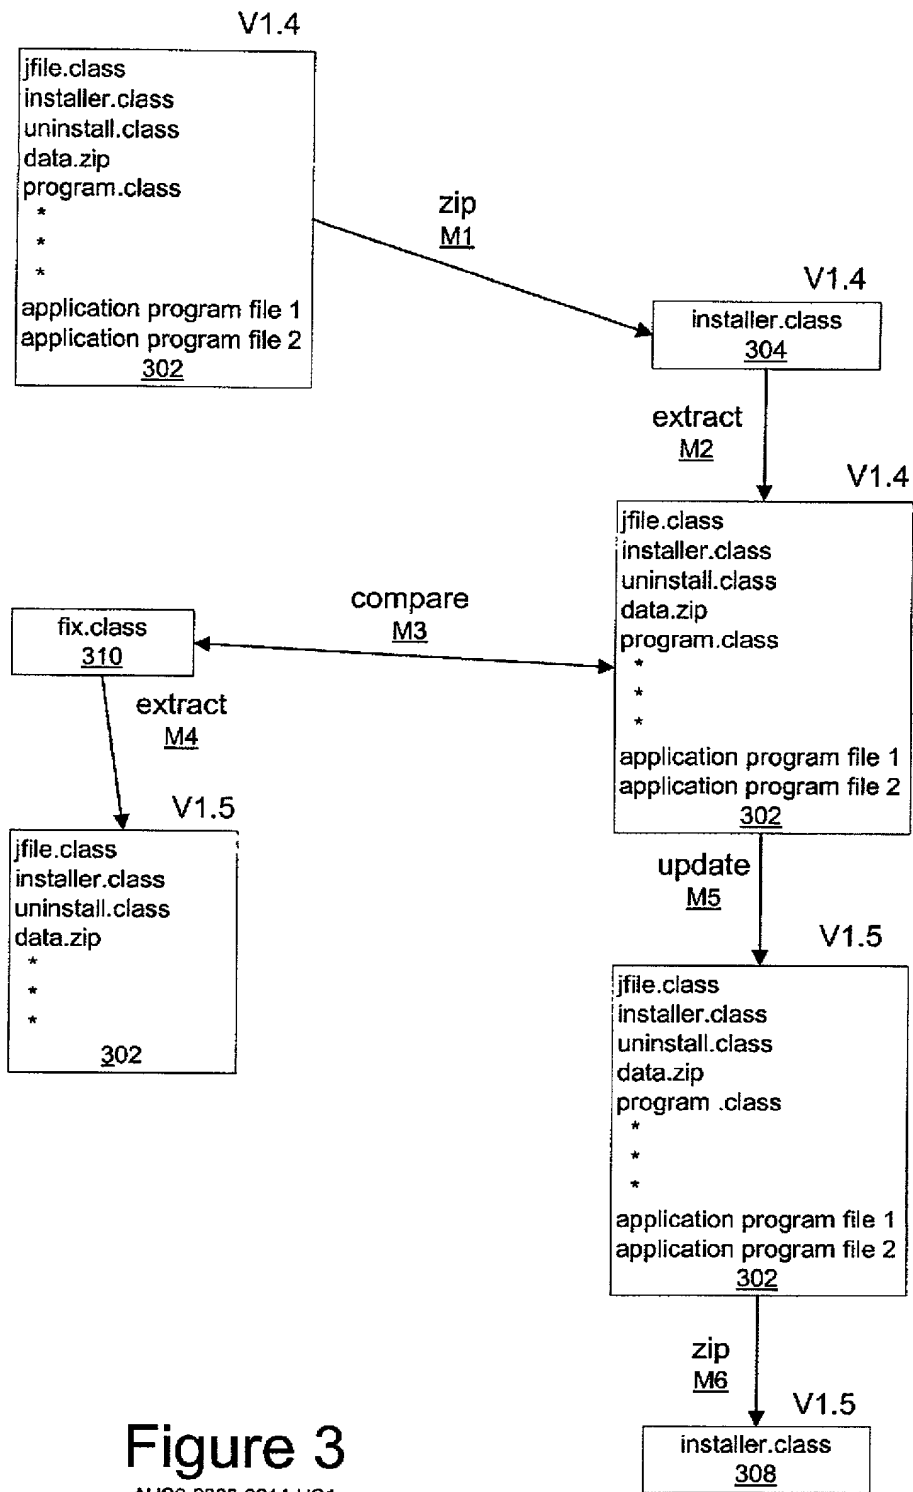 V1.4
jfile.class
installer.class
uninstall.class
data.zip
program.class
*
*
*
application program file 1
application program file 2
302
zip
M1
V1.4
installer.class
304
extract
M2
V1.4
jfile.class
installer.class
uninstall.class
data.zip
program.class
*
*
*
application program file 1
application program file 2
302
compare
M3
fix.class
310
extract
M4
V1.5
jfile.class
installer.class
uninstall.class
data.zip
*
*
*
302
update
M5
V1.5
jfile.class
installer.class
uninstall.class
data.zip
program .class
*
*
*
application program file 1
application program file 2
302
zip
M6
V1.5
installer.class
308
Figure 3